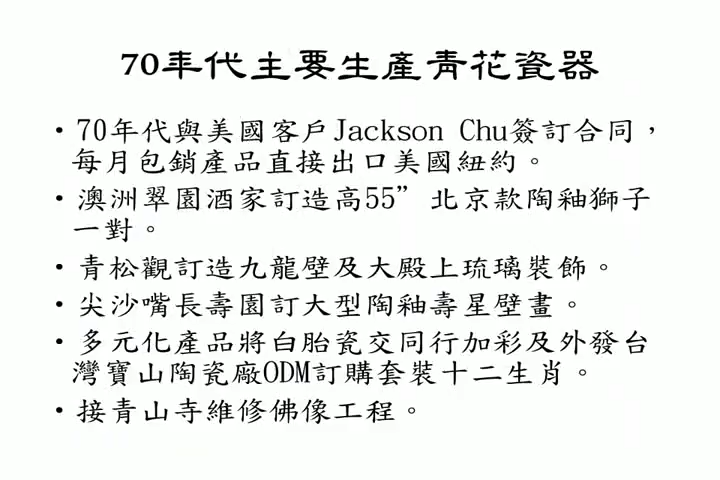 70年代主要生產青花瓷器
•70年代與美國客戶Jackson Chu簽訂合同，
每月包銷產品直接出口美國紐約。
•澳洲翠園酒家訂造高55”北京款陶釉獅子
一對。
•青松觀訂造九龍壁及大殿上琉璃裝飾。
•尖沙嘴長壽園訂大型陶釉壽星壁畫。
•多元化產品將白胎瓷交同行加彩及外發台
灣寶山陶瓷廠ODM訂購套裝十二生肖。
•接青山寺維修佛像工程。